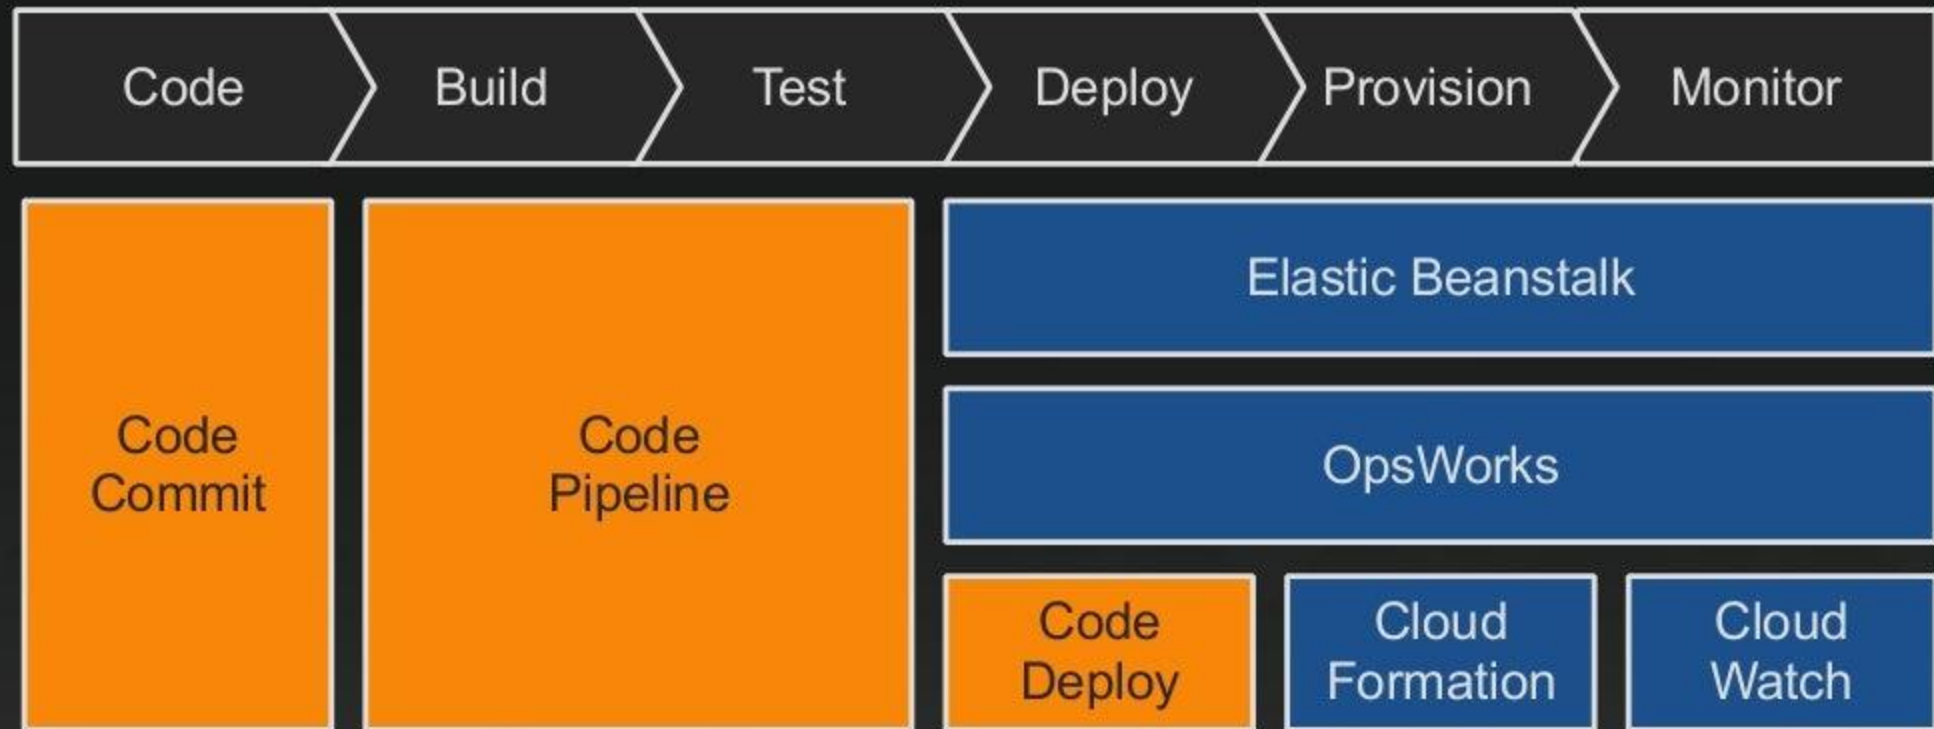 Code
Build
Test
Deploy
Provision
Monitor
Code
Commit
Code
Pipeline
Elastic Beanstalk
OpsWorks
Code
Deploy
Cloud
Formation
Cloud
Watch